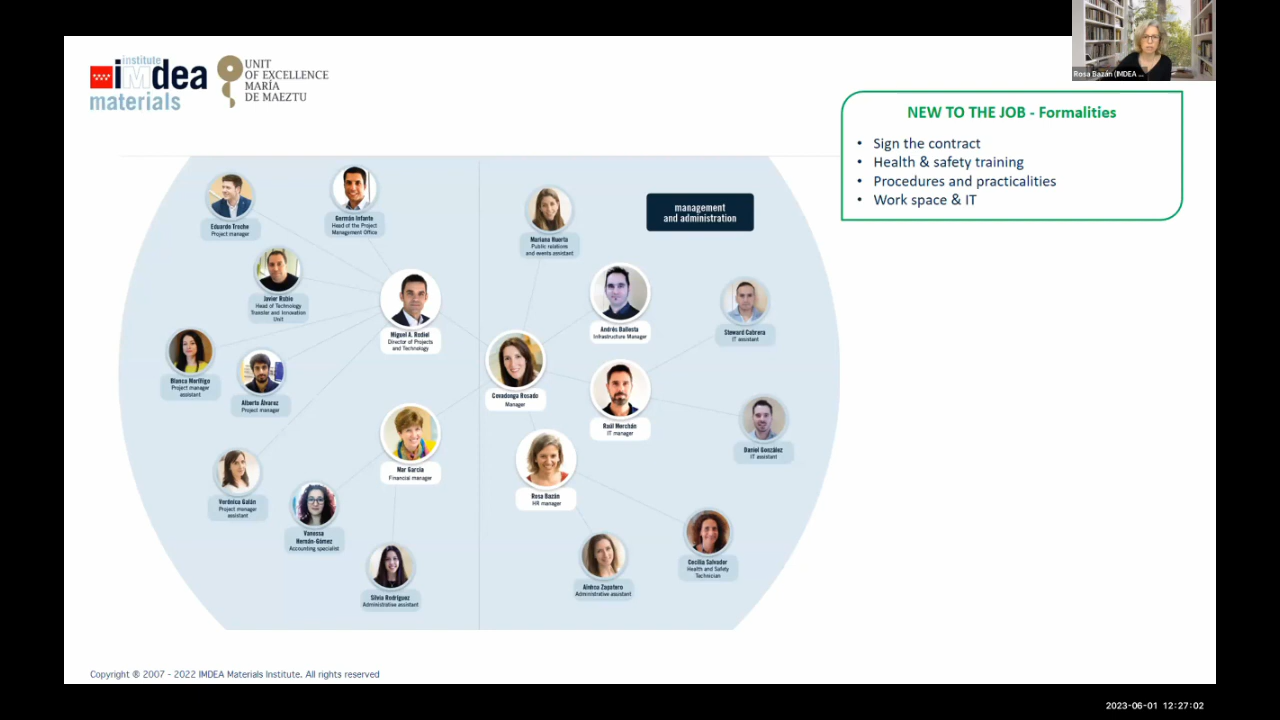 institute
iMdea
materials
UNIT
OF EXCELLENCE
MARÍA
DE MAEZTU
Rosa Bazán (IMDEA ...
NEW TO THE JOB - Formalities
• Sign the contract
• Health & safety training
• Procedures and practicalities
• Work space & IT
management
and administration
Eduardo Troche
Project manager
Germán Infante
Head of the Project
Management Office
Mariana Huerta
Public relations
and events assistant
Javier Rubio
Head of Technology
Transfer and Innovation
Unit
Miguel A. Rodiel
Director of Projects
and Technology
Andrés Ballesta
Infrastructure Manager
Steward Cabrera
IT assistant
Blanca Mariñigo
Project manager
assistant
Alberto Álvarez
Project manager
Covadonga Rosado
Manager
Raúl Merchán
IT manager
Daniel González
IT assistant
Mar García
Financial manager
Rosa Bazán
HR manager
Verónica Galán
Project manager
assistant
Vanessa
Hernán-Gómez
Accounting specialist
Silvia Rodríguez
Administrative assistant
Ainhoa Zapatero
Administrative assistant
Cecilia Salvador
Health and Safety
Technician
Copyright ® 2007 - 2022 IMDEA Materials Institute. All rights reserved
2023-06-01 12:27:02